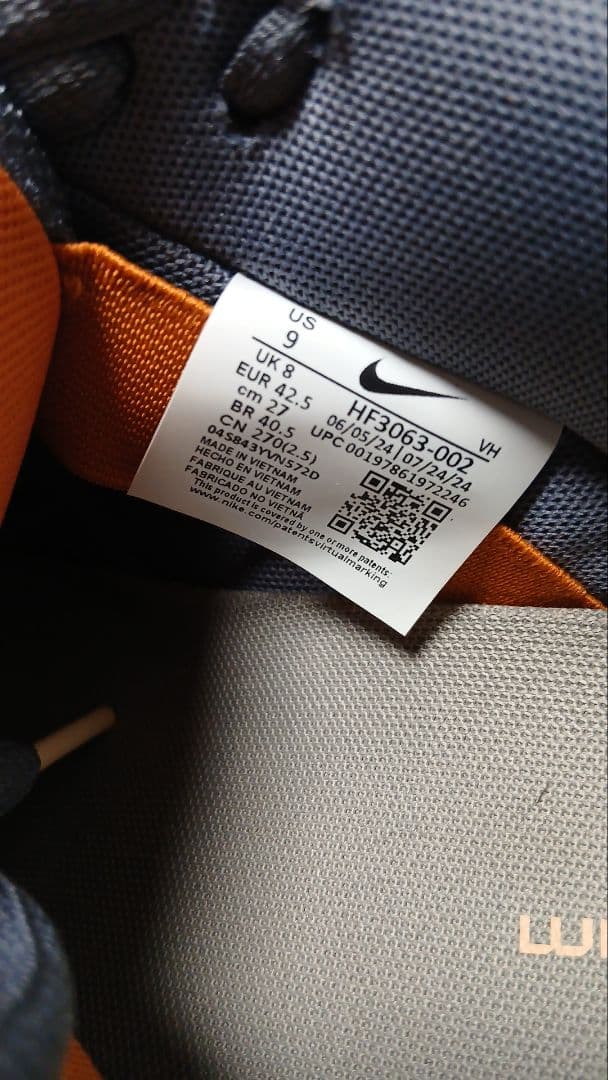 US
9
UK 8
EUR 42.5
cm 27
BR 40.5
CN 270(2.5)
04S843YVN572D
MADE IN VIETNAM
HECHO EN VIETNAM
FABRIQUE AU VIETNAM
FABRICADO NO VIETNÃ
This product is covered by one or more patents:
www.nike.com/patentsvirtualmarking
HF3063-002
VH
06/05/24|07/24/24
UPC 00197861972246